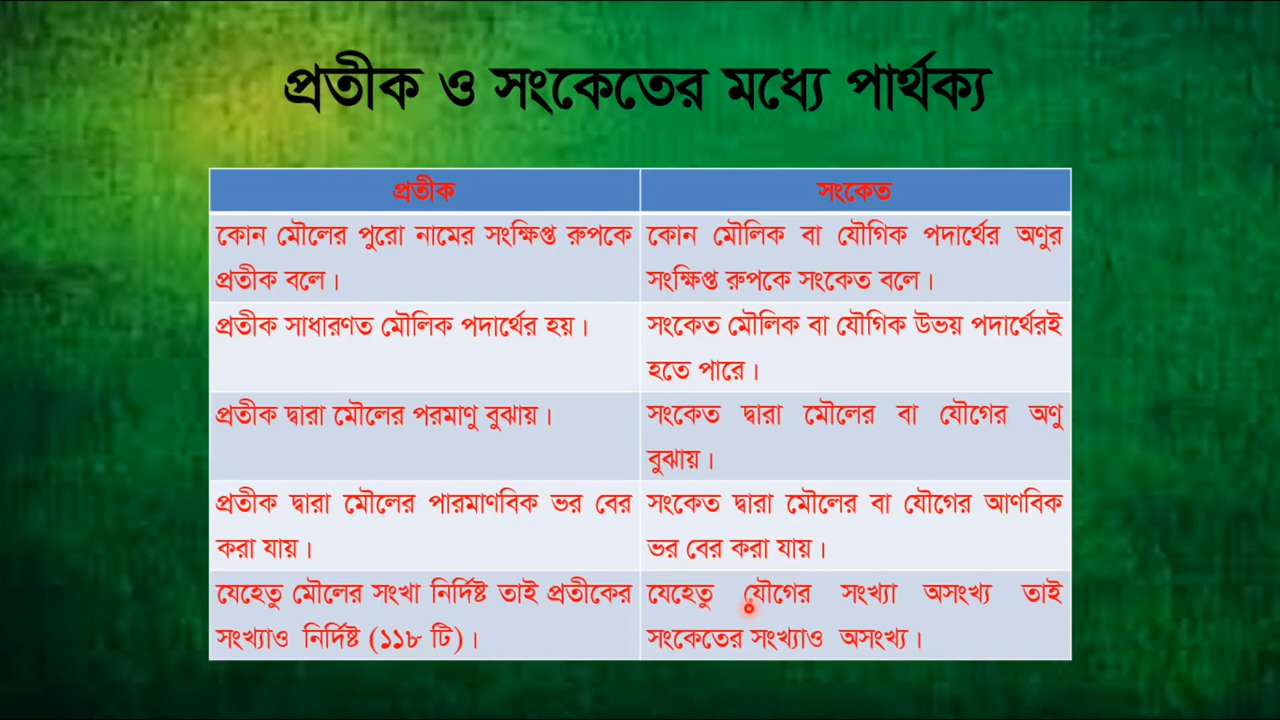 প্রতীক ও সংকেতের মধ্যে পার্থক্য
প্রতীক
সংকেত
কোন মৌলের পুরো নামের সংক্ষিপ্ত রুপকে
প্রতীক বলে।
কোন মৌলিক বা যৌগিক পদার্থের অণুর
সংক্ষিপ্ত রুপকে সংকেত বলে।
প্রতীক সাধারণত মৌলিক পদার্থের হয়।
সংকেত মৌলিক বা যৌগিক উভয় পদার্থেরই
হতে পারে।
প্রতীক দ্বারা মৌলের পরমাণু বুঝায়।
সংকেত দ্বারা মৌলের বা যৌগের অণু
বুঝায়।
প্রতীক দ্বারা মৌলের পারমাণবিক ভর বের
করা যায়।
সংকেত দ্বারা মৌলের বা যৌগের আণবিক
ভর বের করা যায়।
যেহেতু মৌলের সংখা নির্দিষ্ট তাই প্রতীকের
সংখ্যাও নির্দিষ্ট (১১৮ টি)।
যেহেতু যৌগের সংখ্যা অসংখ্য তাই
সংকেতের সংখ্যাও অসংখ্য।